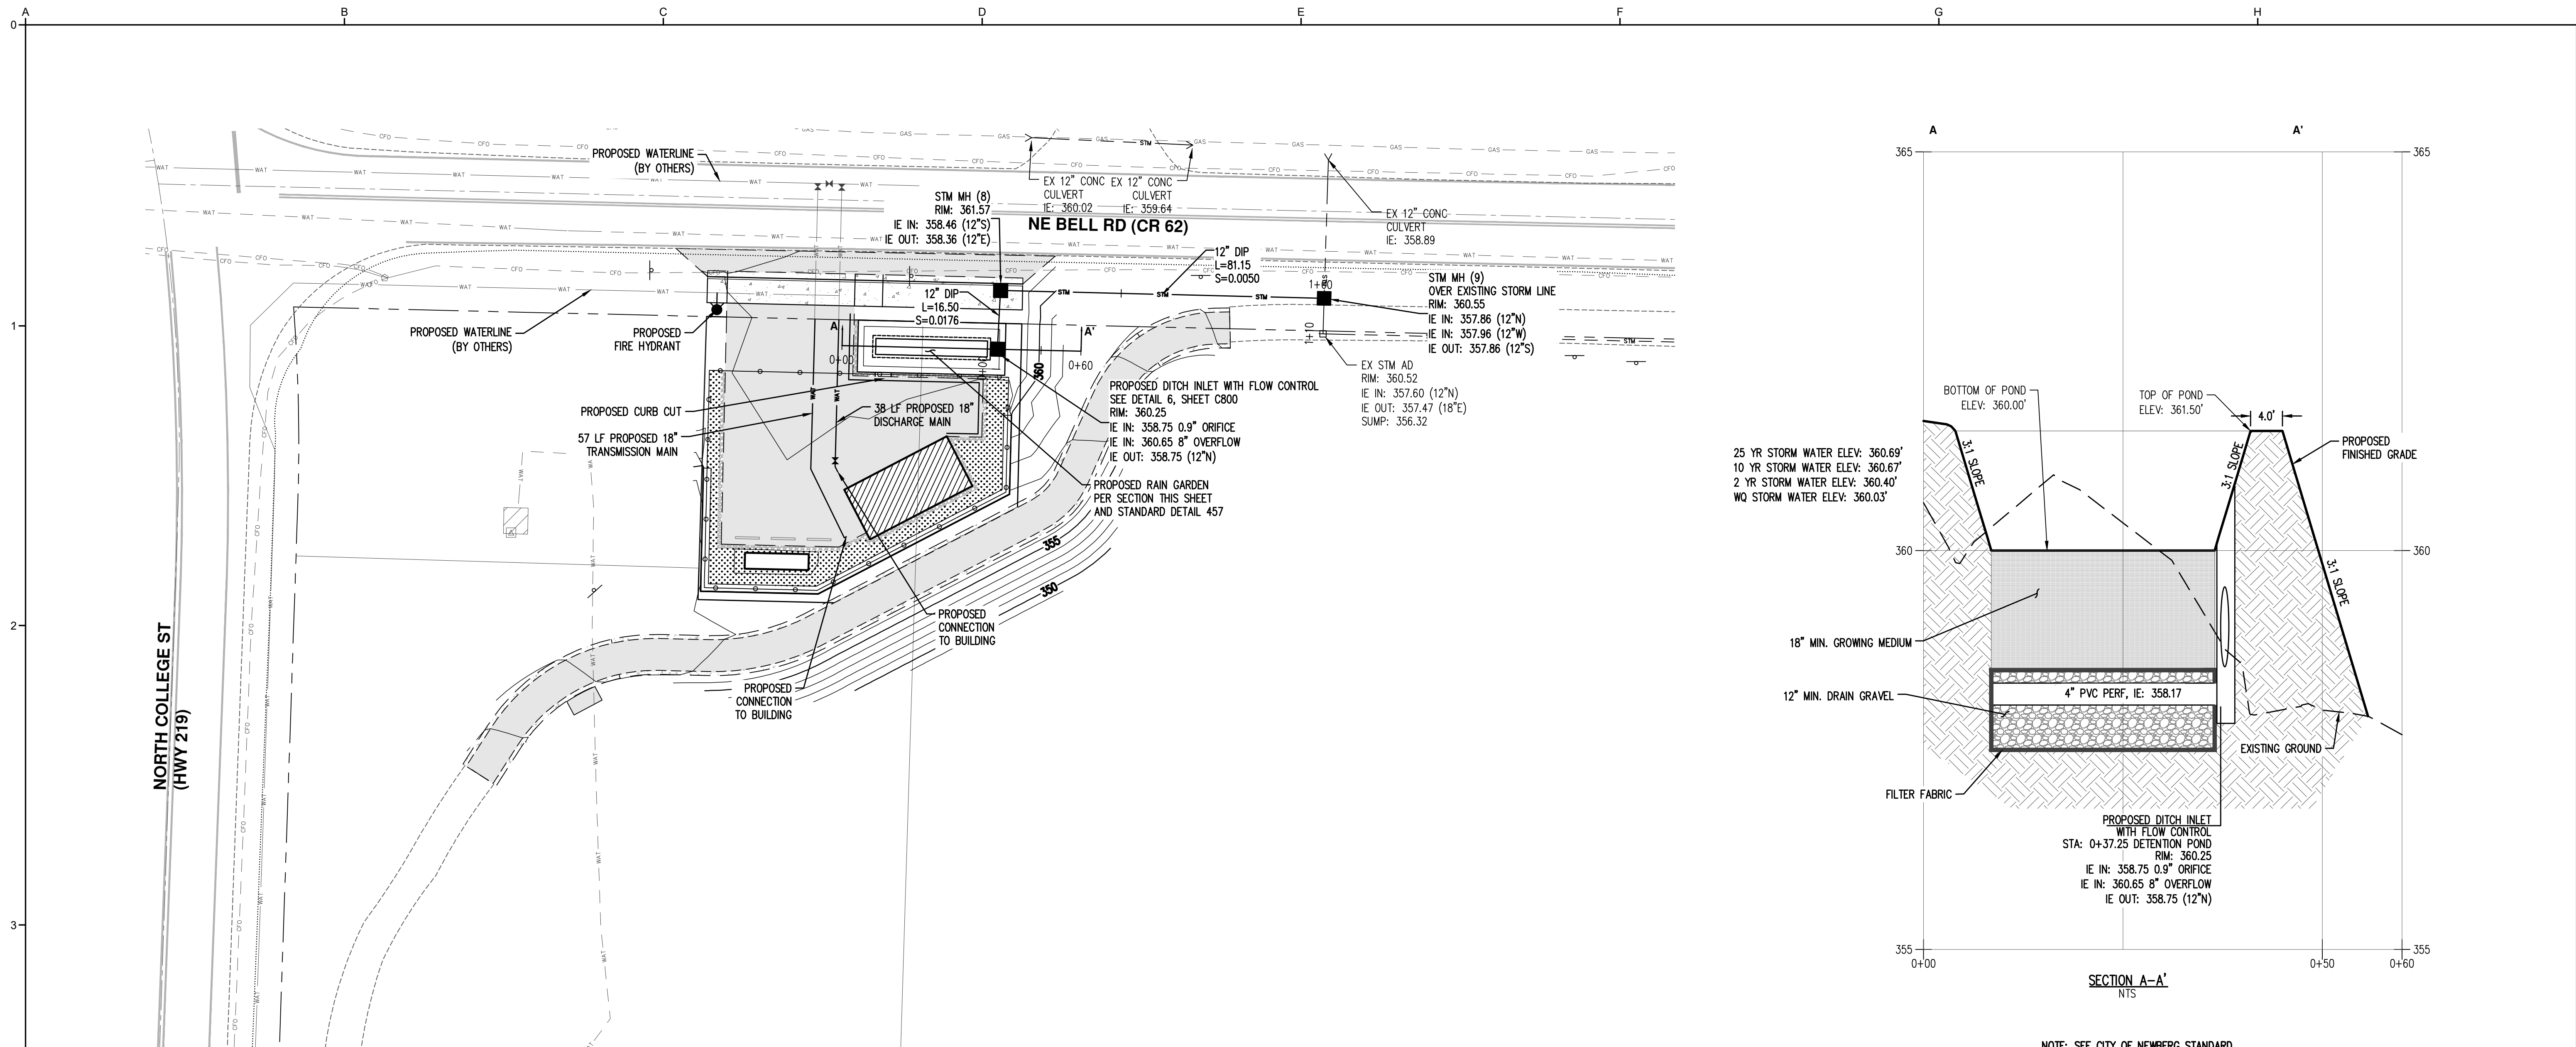 A
B
C
D
E
F
G
H
0
1
2
3
PROPOSED WATERLINE
(BY OTHERS)
STM MH (8)
RIM: 361.57
IE IN: 358.46 (12"S)
IE OUT: 358.36 (12"E)
EX 12" CONC
CULVERT
IE: 360.02
EX 12" CONC
CULVERT
IE: 359.64
NE BELL RD (CR 62)
EX 12" CONC
CULVERT
IE: 358.89
12" DIP
L=81.15
S=0.0050
1+60
STM MH (9)
OVER EXISTING STORM LINE
RIM: 360.55
IE IN: 357.86 (12"N)
IE IN: 357.96 (12"W)
IE OUT: 357.86 (12"S)
12" DIP
L=16.50
S=0.0176
PROPOSED WATERLINE
(BY OTHERS)
PROPOSED
FIRE HYDRANT
A
A'
0+00
0+60
360
1+10
EX STM AD
RIM: 360.52
IE IN: 357.60 (12"N)
IE OUT: 357.47 (18"E)
SUMP: 356.32
PROPOSED DITCH INLET WITH FLOW CONTROL
SEE DETAIL 6, SHEET C800
RIM: 360.25
IE IN: 358.75 0.9" ORIFICE
IE IN: 360.65 8" OVERFLOW
IE OUT: 358.75 (12"N)
PROPOSED CURB CUT
38 LF PROPOSED 18"
DISCHARGE MAIN
57 LF PROPOSED 18"
TRANSMISSION MAIN
PROPOSED RAIN GARDEN
PER SECTION THIS SHEET
AND STANDARD DETAIL 457
355
350
PROPOSED
CONNECTION
TO BUILDING
PROPOSED
CONNECTION
TO BUILDING
NORTH COLLEGE ST
(HWY 219)
WAT
CFO
GAS
STM
A
A'
365
365
BOTTOM OF POND
ELEV: 360.00'
TOP OF POND
ELEV: 361.50'
4.0'
PROPOSED
FINISHED GRADE
3:1 SLOPE
3:1 SLOPE
3:1 SLOPE
25 YR STORM WATER ELEV: 360.69'
10 YR STORM WATER ELEV: 360.67'
2 YR STORM WATER ELEV: 360.40'
WQ STORM WATER ELEV: 360.03'
360
360
18" MIN. GROWING MEDIUM
12" MIN. DRAIN GRAVEL
4" PVC PERF, IE: 358.17
EXISTING GROUND
FILTER FABRIC
PROPOSED DITCH INLET
WITH FLOW CONTROL
STA: 0+37.25 DETENTION POND
RIM: 360.25
IE IN: 358.75 0.9" ORIFICE
IE IN: 360.65 8" OVERFLOW
IE OUT: 358.75 (12"N)
355
355
0+00
0+50
0+60
SECTION A-A'
NTS
NOTE: SEE CITY OF NEWBERG STANDARD